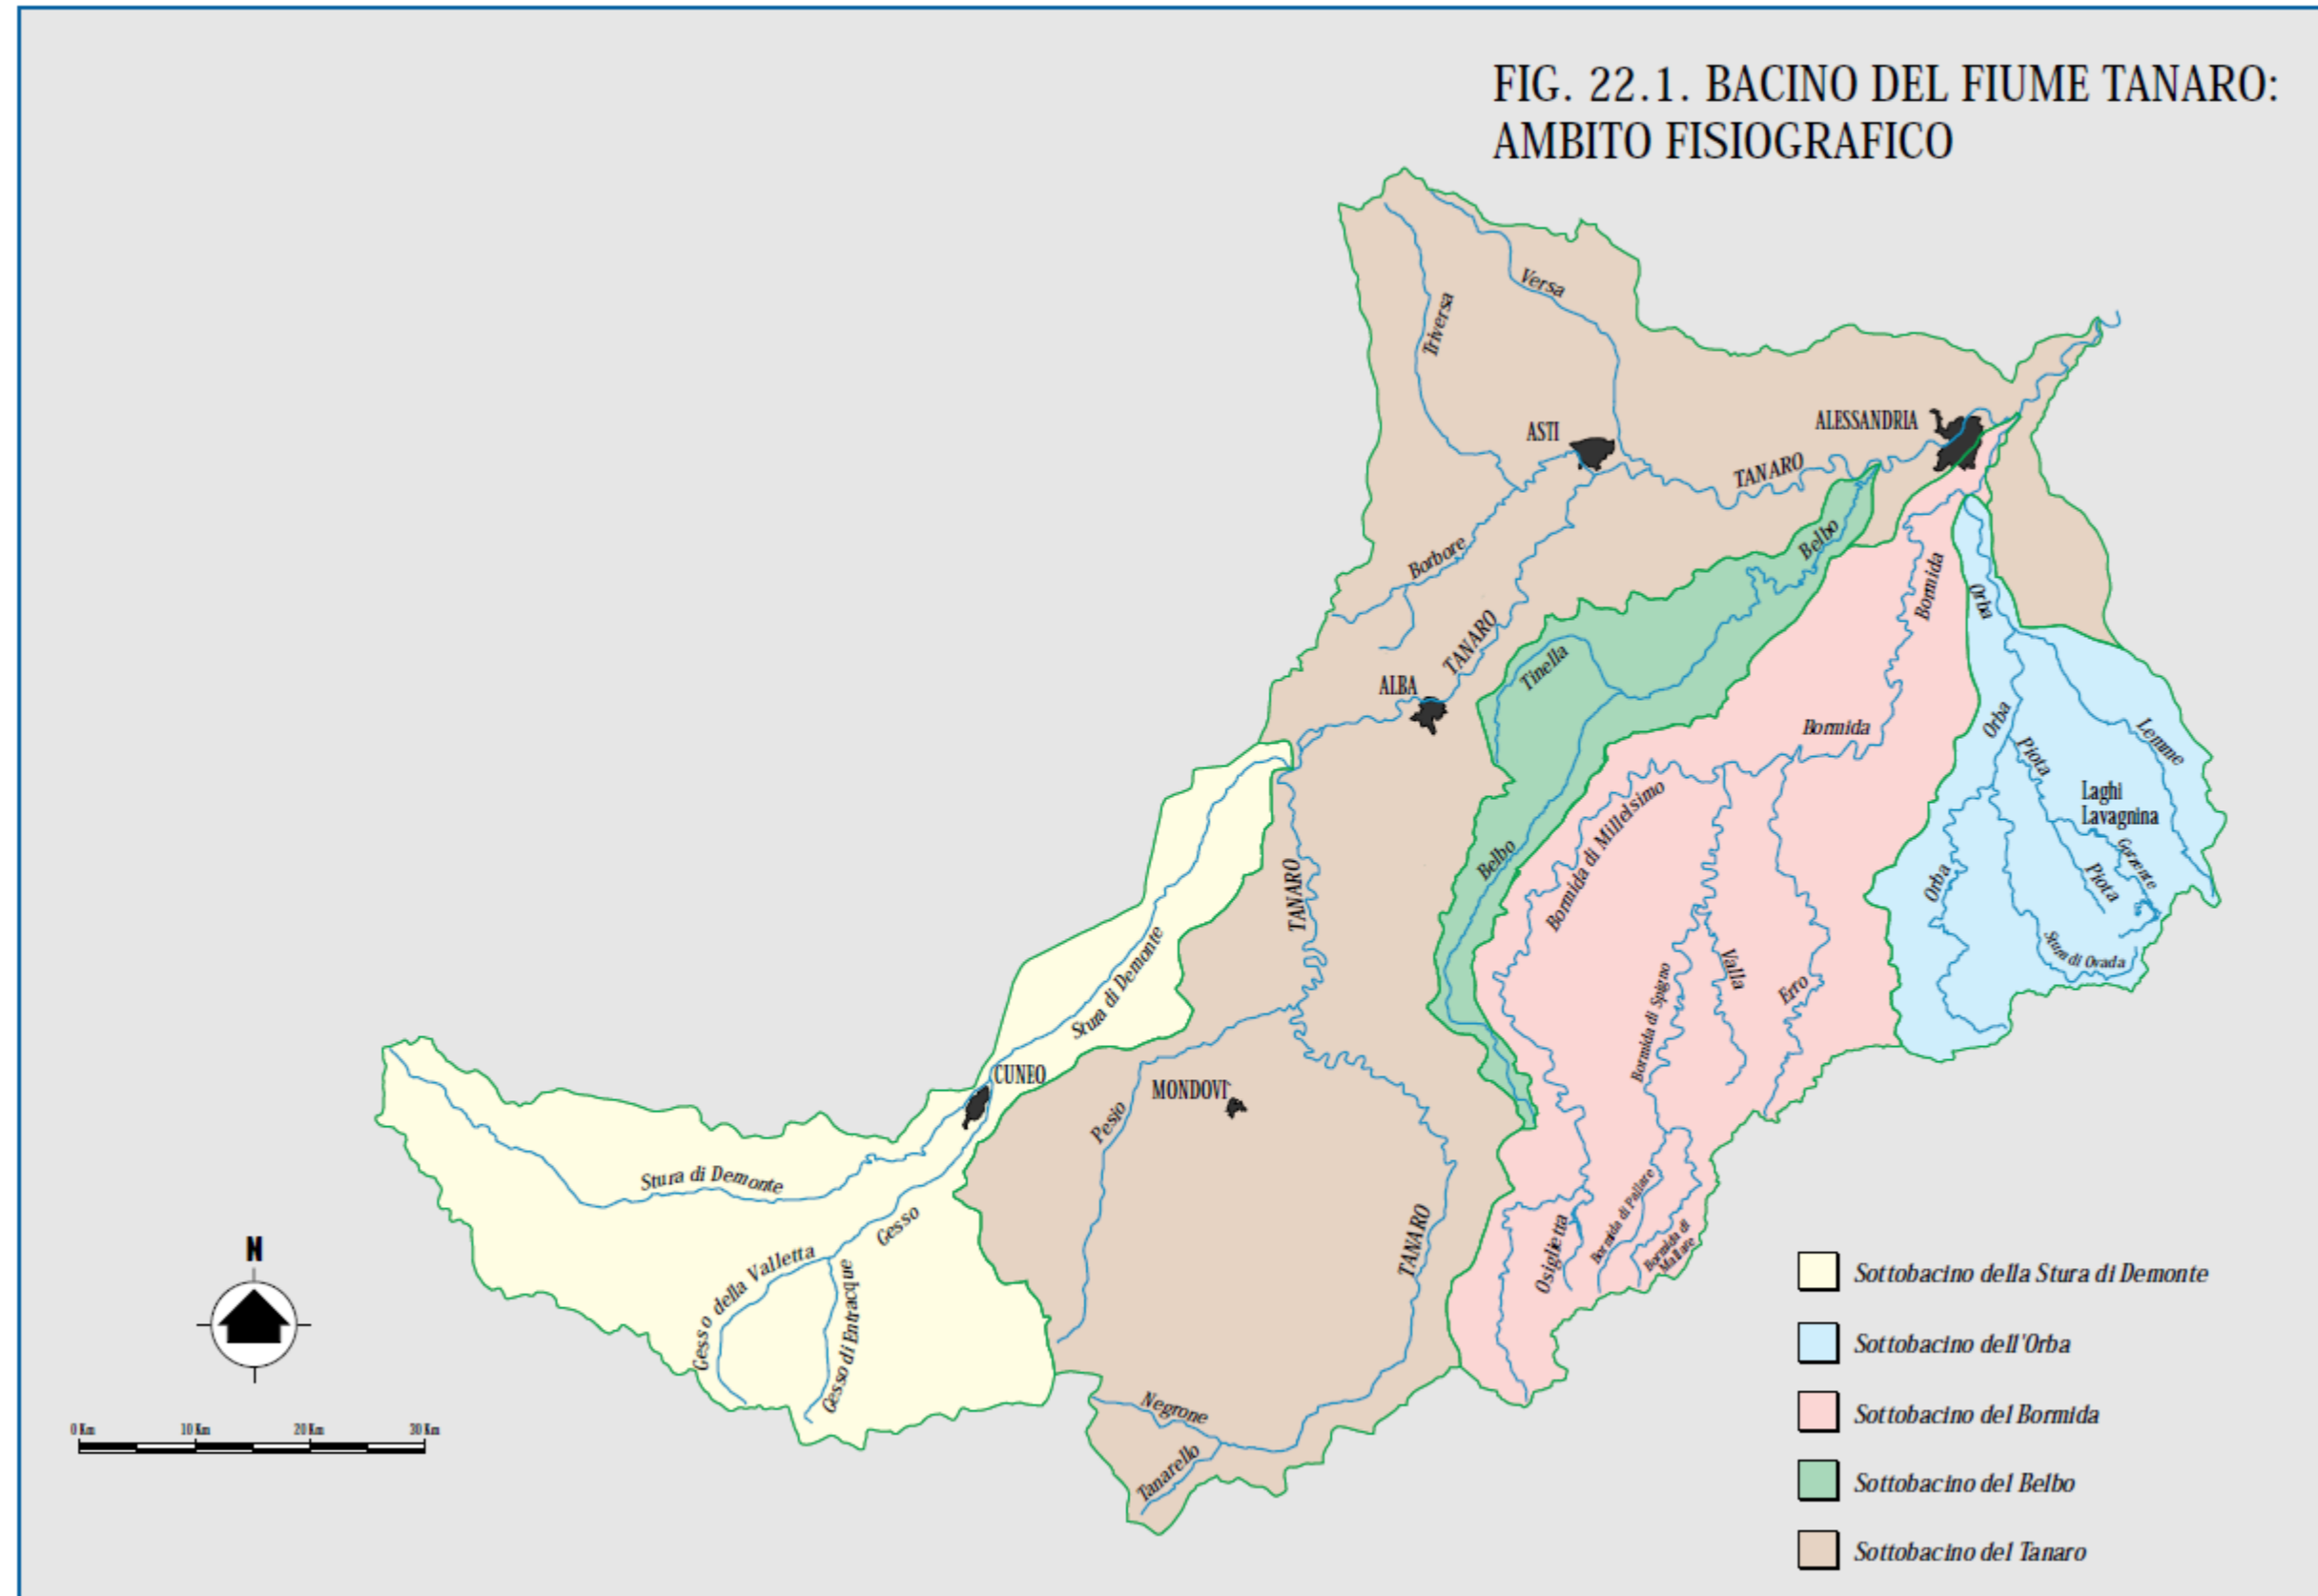 FIG. 22.1. BACINO DEL FIUME TANARO:
AMBITO FISIOGRAFICO
Versa
Triversa
ASTI
ALESSANDRIA
TANARO
Belbo
Borbore
Bormida
Orba
TANARO
Tinella
ALBA
Bormida
Orba
Piota
Lemme
Laghi
Lavagnina
Bormida di Millelsimo
Belbo
Gorzente
Piota
Orba
TANARO
Stura di Demonte
Stura di Ovada
Valla
Erro
Bormida di Spigno
CUNEO
MONDOVI'
Pesio
Stura di Demonte
Gesso
TANARO
Osiglietta
Bormida di Pallare
Bormida di
Mallare
Gesso della Valletta
Gesso di Entracque
Negrone
Tanarello
N
0 Km
10 Km
20 Km
30 Km
Sottobacino della Stura di Demonte
Sottobacino dell'Orba
Sottobacino del Bormida
Sottobacino del Belbo
Sottobacino del Tanaro